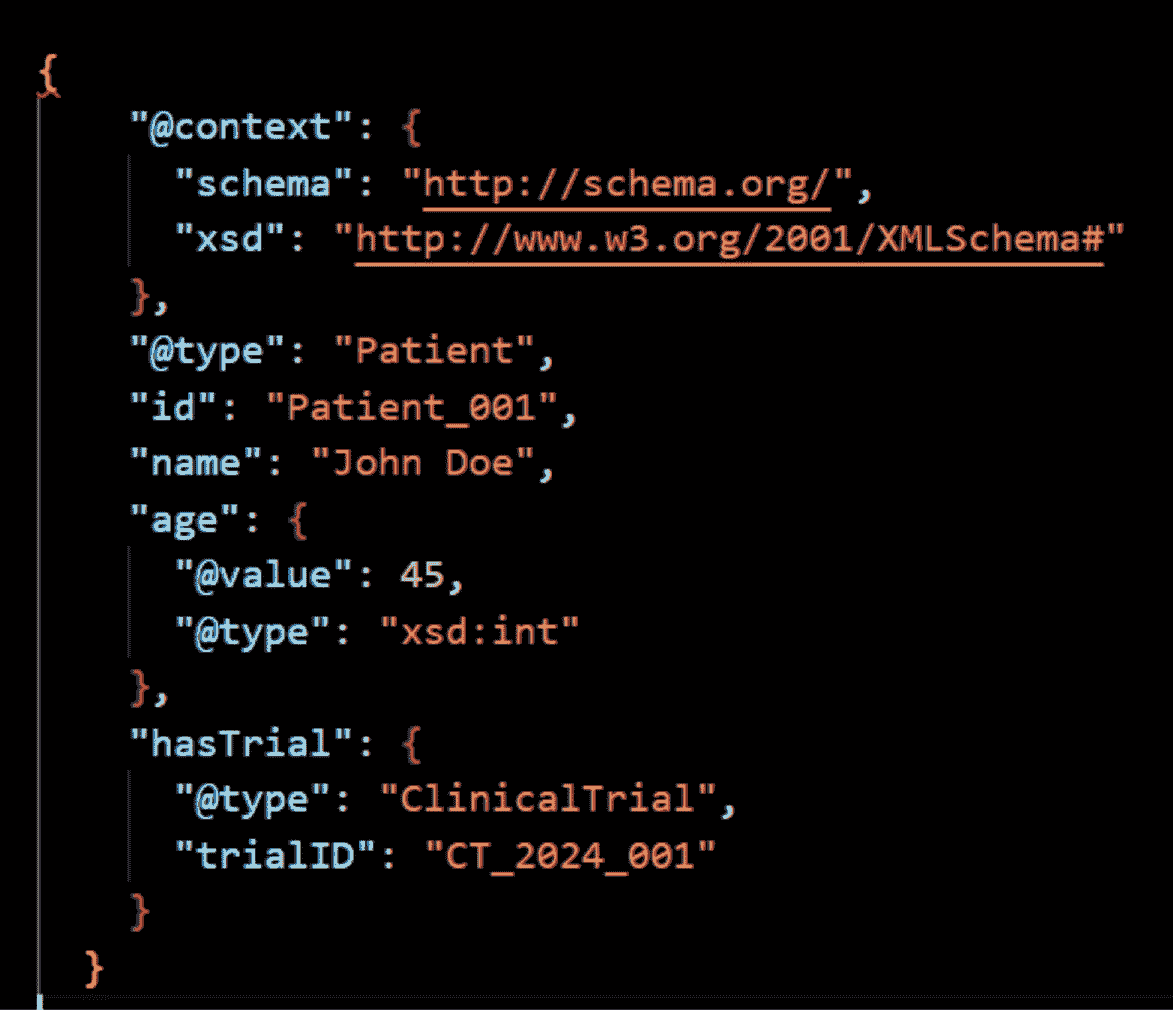 {
"@context": {
"schema": "http://schema.org/",
"xsd": "http://www.w3.org/2001/XMLSchema#"
},
"@type": "Patient",
"id": "Patient_001",
"name": "John Doe",
"age": {
"@value": 45,
"@type": "xsd:int"
},
"hasTrial": {
"@type": "ClinicalTrial",
"trialID": "CT_2024_001"
}
}